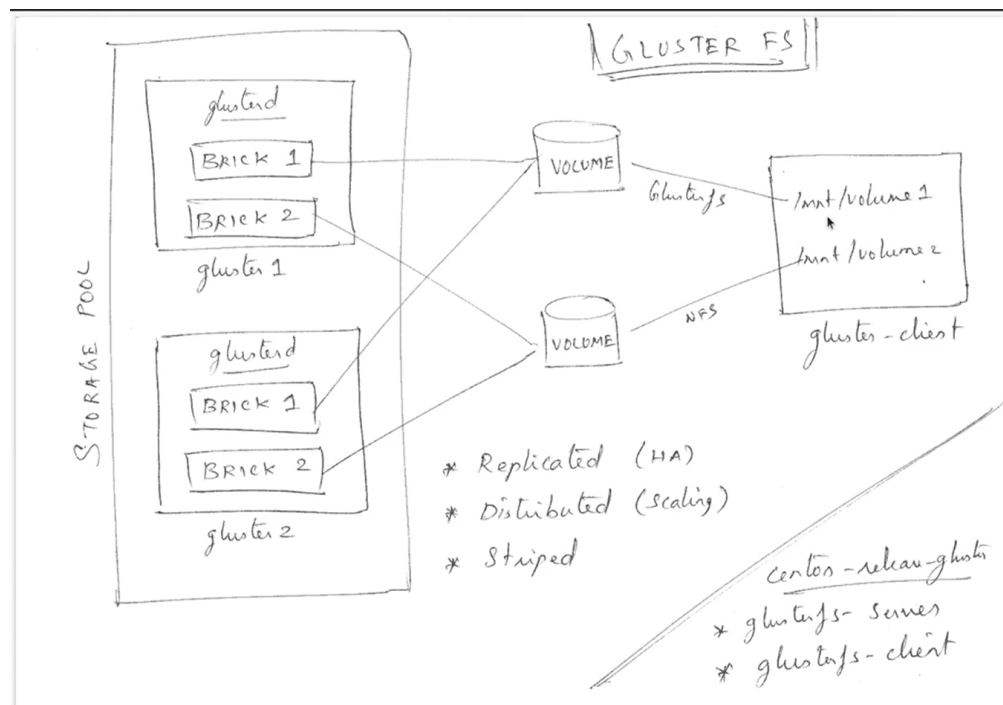 GLUSTER FS
STORAGE POOL
glusterd
BRICK 1
BRICK 2
gluster 1
glusterd
BRICK 1
BRICK 2
gluster 2
VOLUME
VOLUME
Glusterfs
NFS
/mnt/volume 1
/mnt/volume 2
gluster-client
* Replicated (HA)
* Distributed (Scaling)
* Striped
centos-release-gluster
* glusterfs-server
* glusterfs-client